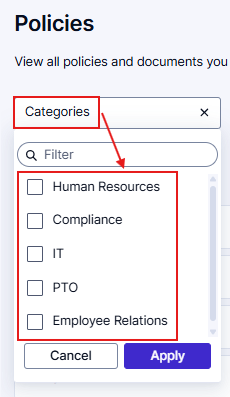 Policies
View all policies and documents you
Categories
Filter
Human Resources
Compliance
IT
PTO
Employee Relations
Cancel
Apply